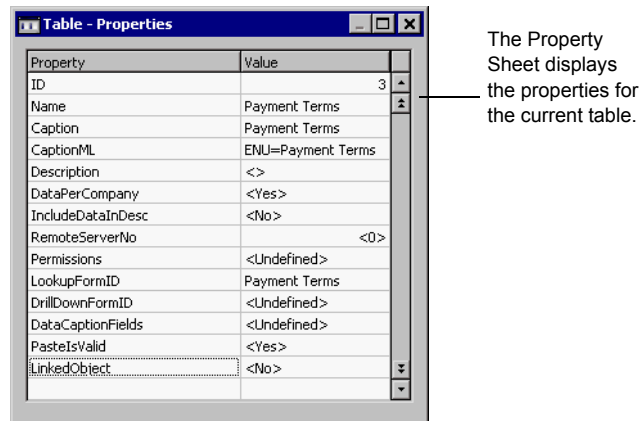 Table - Properties
Property Value
ID 3
Name Payment Terms
Caption Payment Terms
CaptionML ENU=Payment Terms
Description <>
DataPerCompany <Yes>
IncludeDataInDesc <No>
RemoteServerNo <0>
Permissions <Undefined>
LookupFormID Payment Terms
DrillDownFormID <Undefined>
DataCaptionFields <Undefined>
PasteIsValid <Yes>
LinkedObject <No>
The Property
Sheet displays
the properties for
the current table.